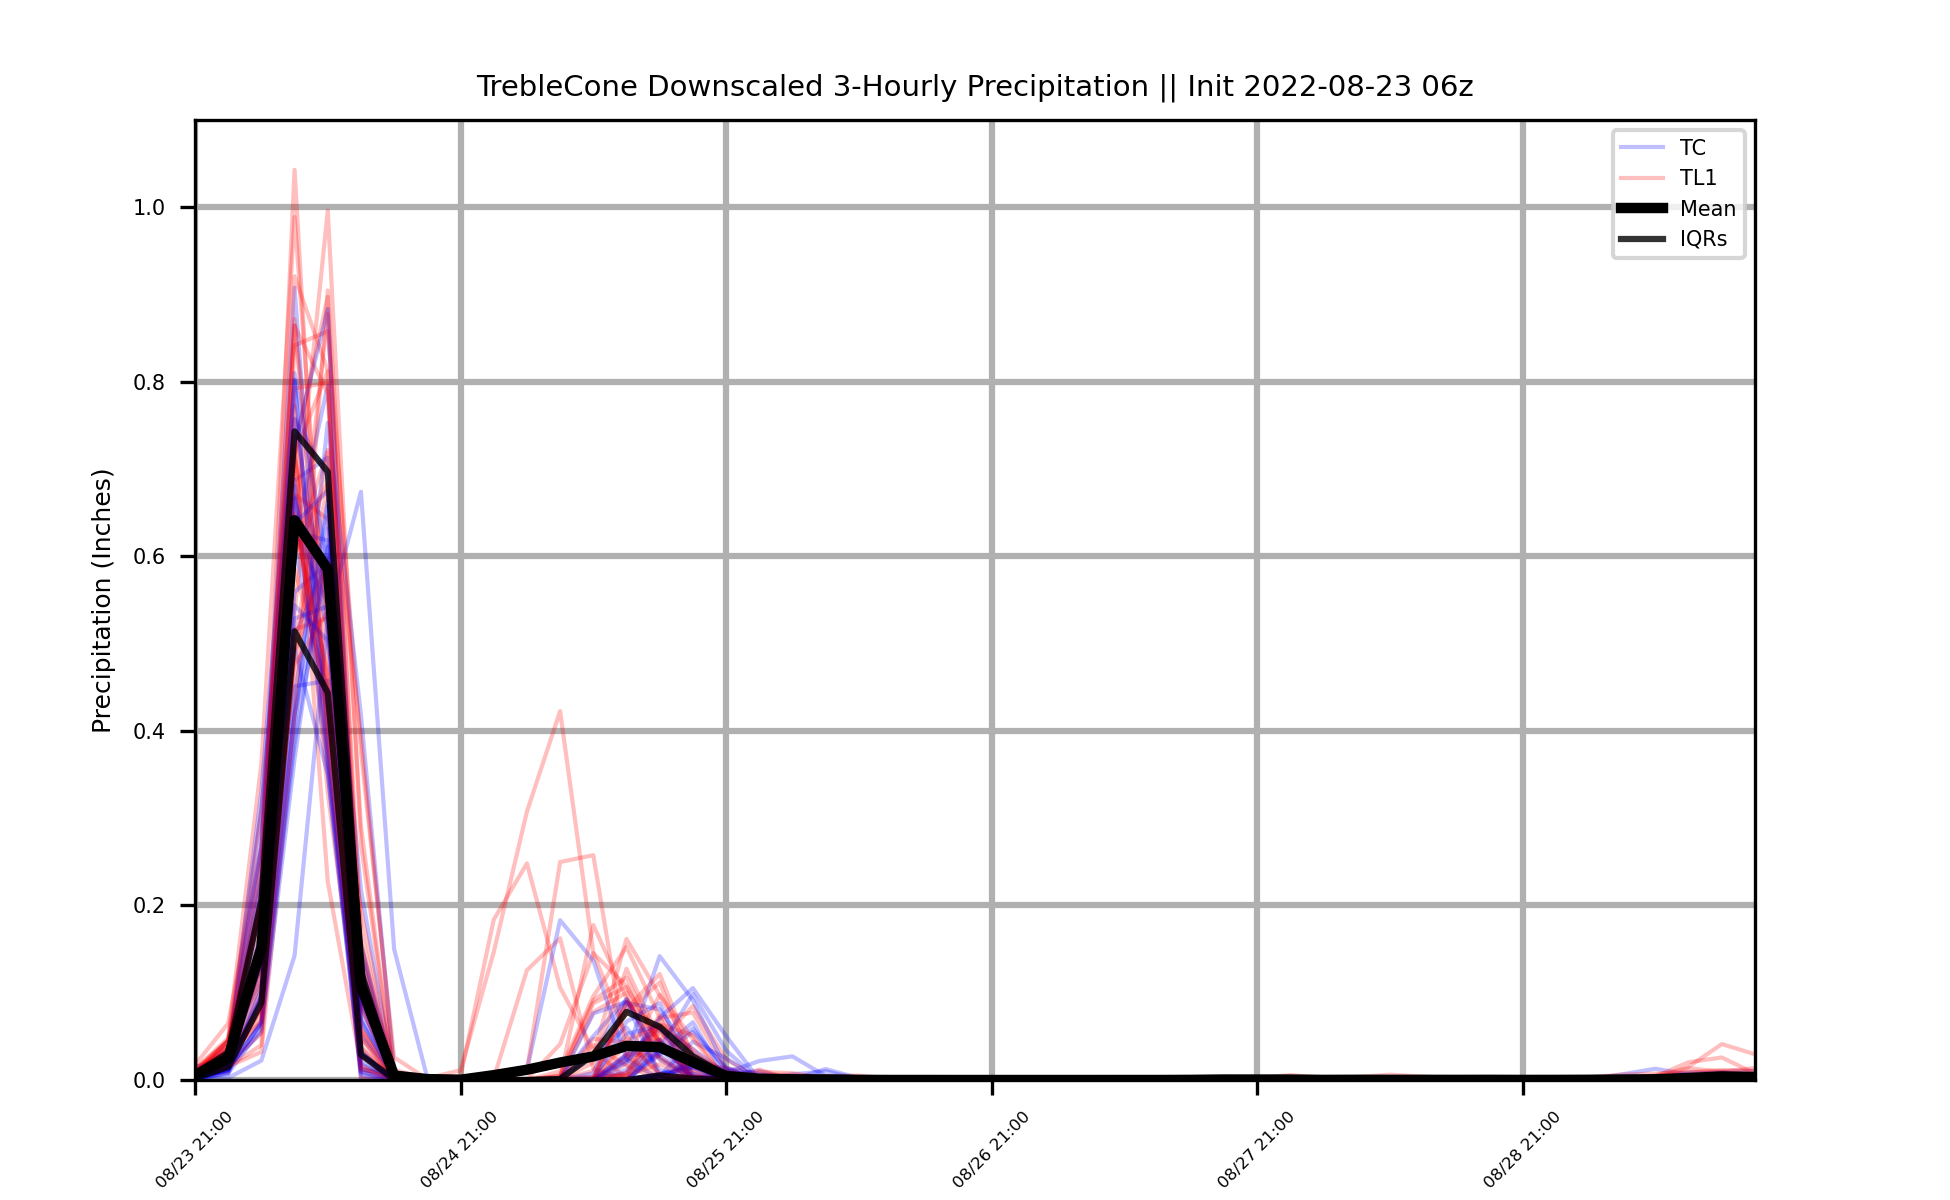 TrebleCone Downscaled 3-Hourly Precipitation || Init 2022-08-23 06z
TC
TL1
Mean
IQRs
Precipitation (Inches)
1.0
0.8
0.6
0.4
0.2
0.0
08/23 21:00
08/24 21:00
08/25 21:00
08/26 21:00
08/27 21:00
08/28 21:00